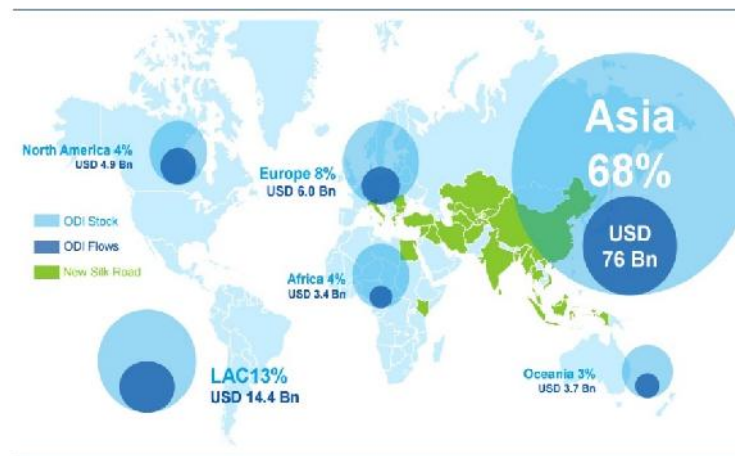 Asia
68%
USD
76 Bn
North America 4%
USD 4.9 Bn
Europe 8%
USD 6.0 Bn
ODI Stock
ODI Flows
New Silk Road
Africa 4%
USD 3.4 Bn
LAC13%
USD 14.4 Bn
Oceania 3%
USD 3.7 Bn